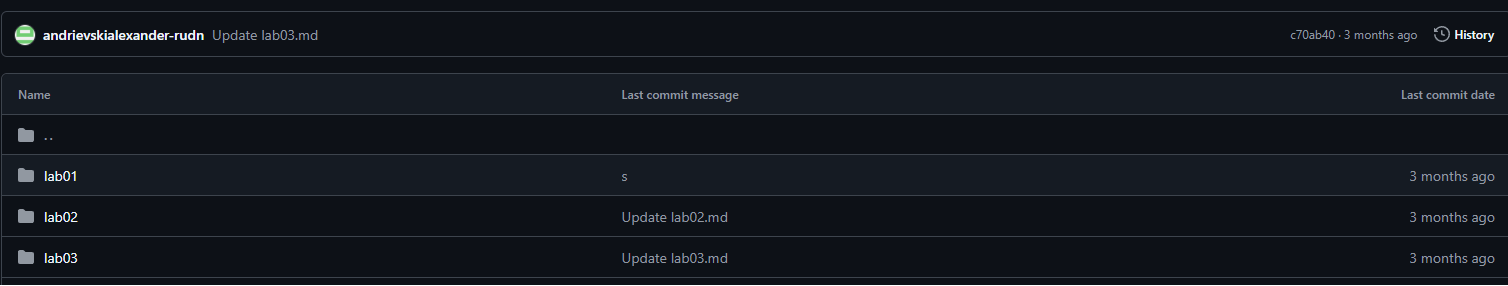 andrievskialexander-rudn Update lab03.md c70ab40 · 3 months ago History
Name Last commit message Last commit date
..
lab01 s 3 months ago
lab02 Update lab02.md 3 months ago
lab03 Update lab03.md 3 months ago